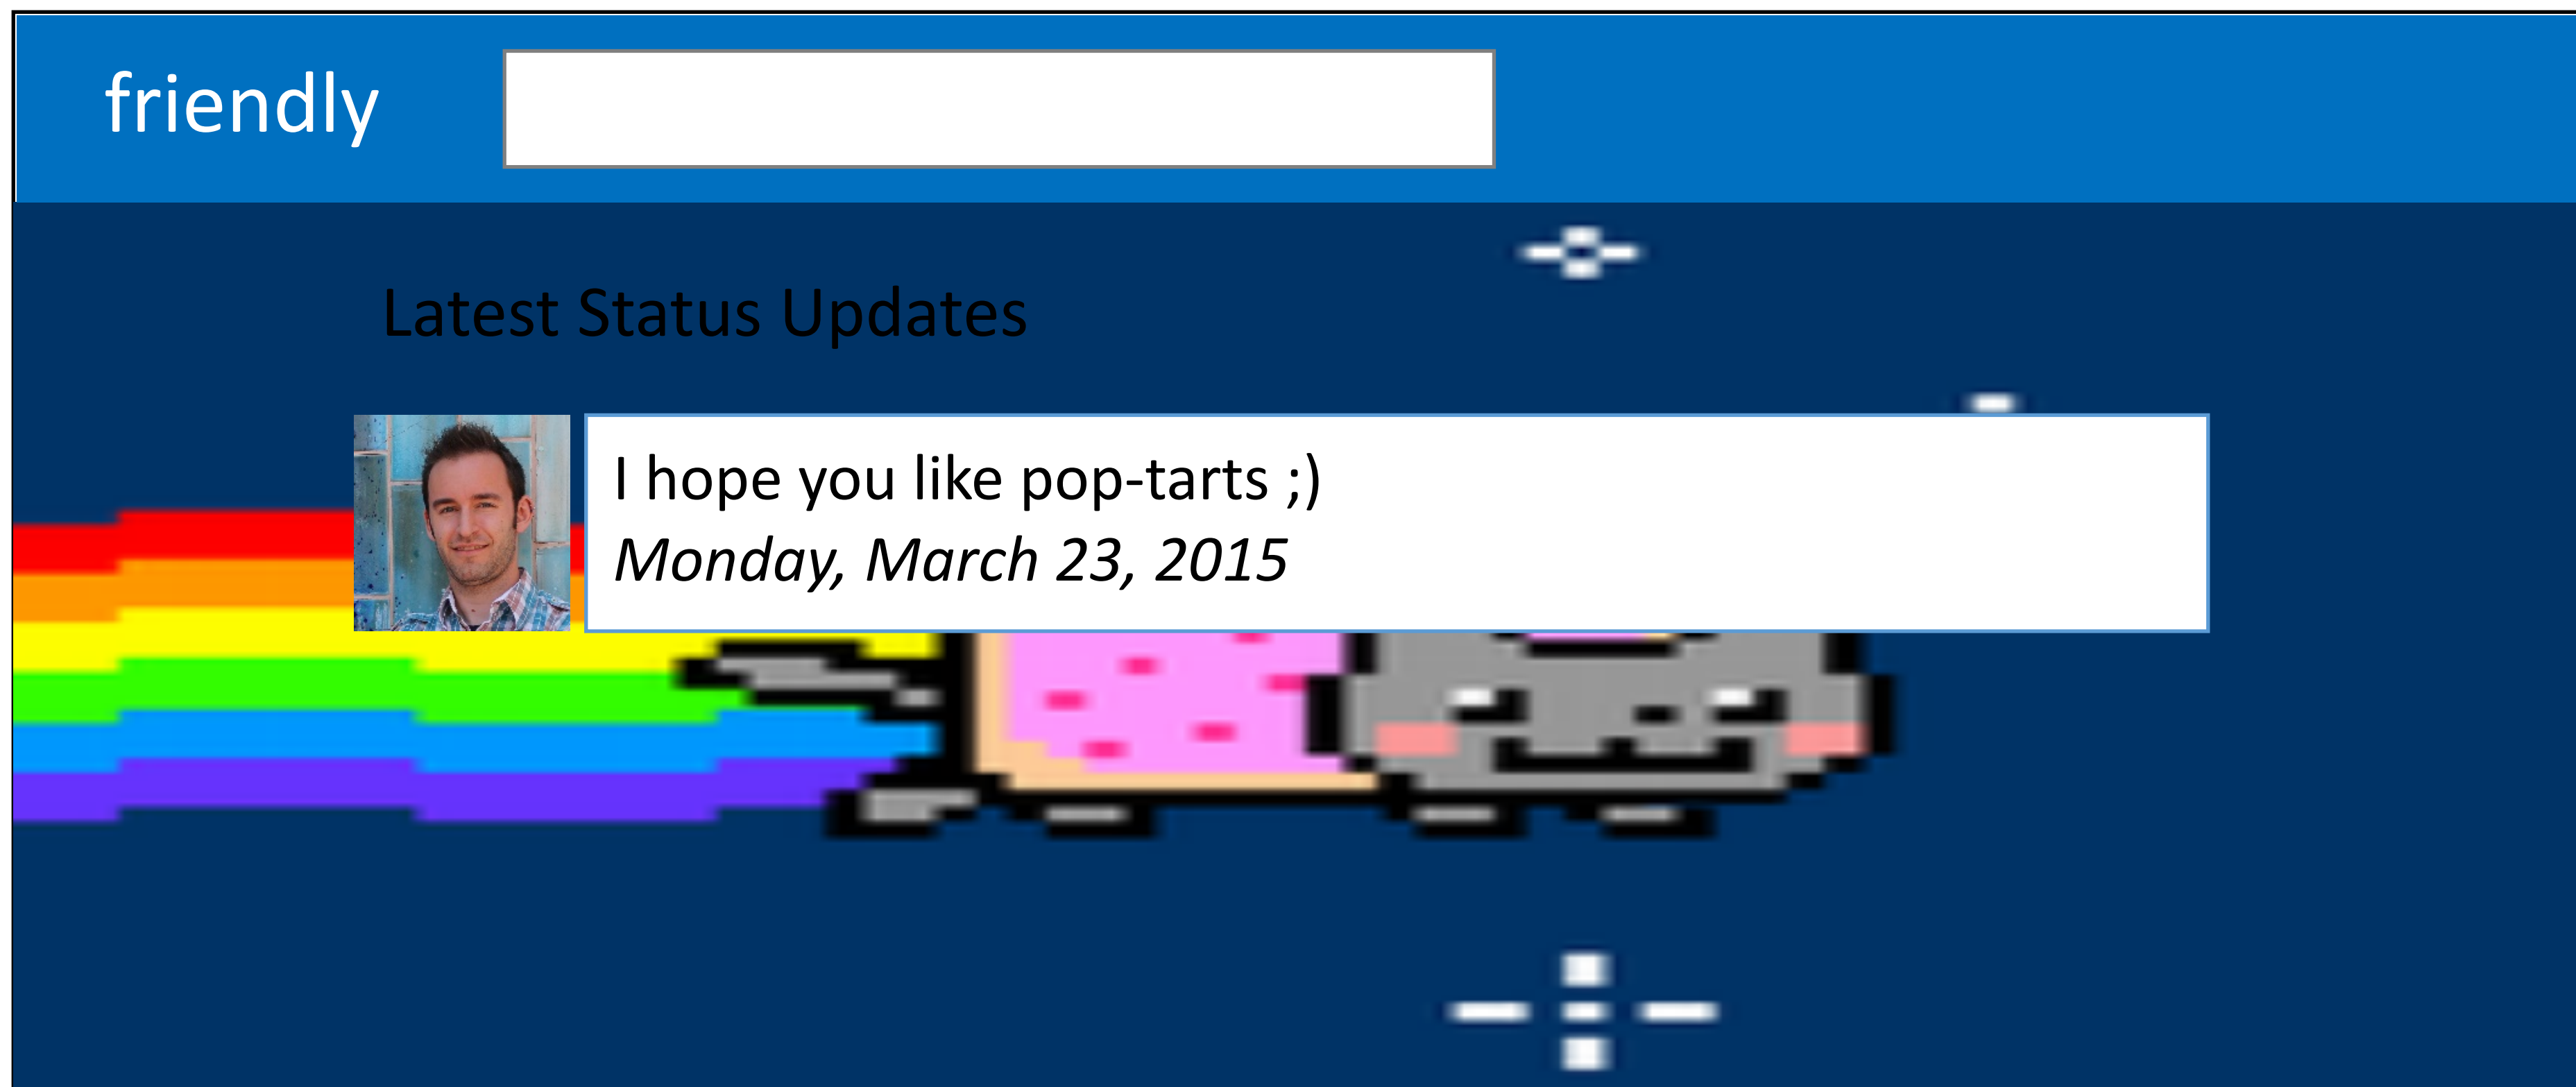 friendly
Latest Status Updates
I hope you like pop-tarts ;)
Monday, March 23, 2015